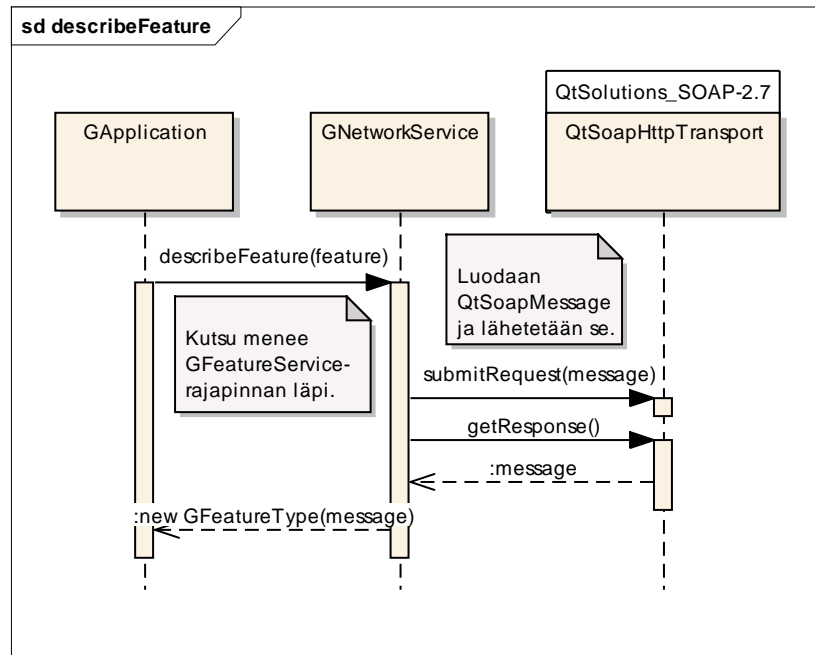 sd describeFeature
QtSolutions_SOAP-2.7
GApplication
GNetworkService
QtSoapHttpTransport
describeFeature(feature)
Luodaan
QtSoapMessage
ja lähetetään se.
Kutsu menee
GFeatureService-
rajapinnan läpi.
submitRequest(message)
getResponse()
:message
:new GFeatureType(message)